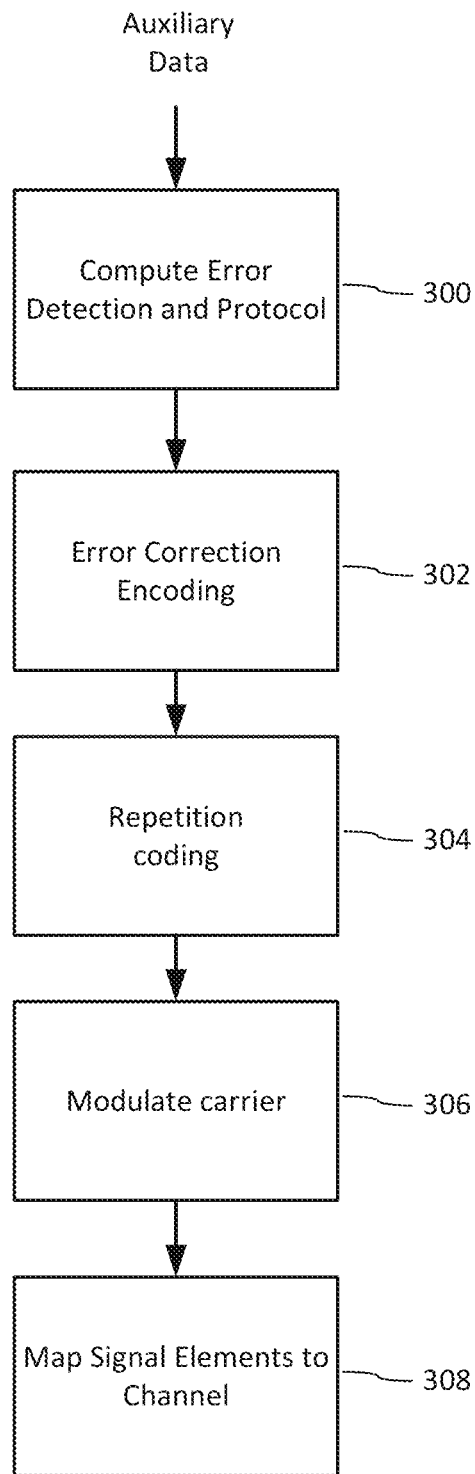 Auxiliary
Data
Compute Error
Detection and Protocol
300
Error Correction
Encoding
302
Repetition
coding
304
Modulate carrier
306
Map Signal Elements to
Channel
308